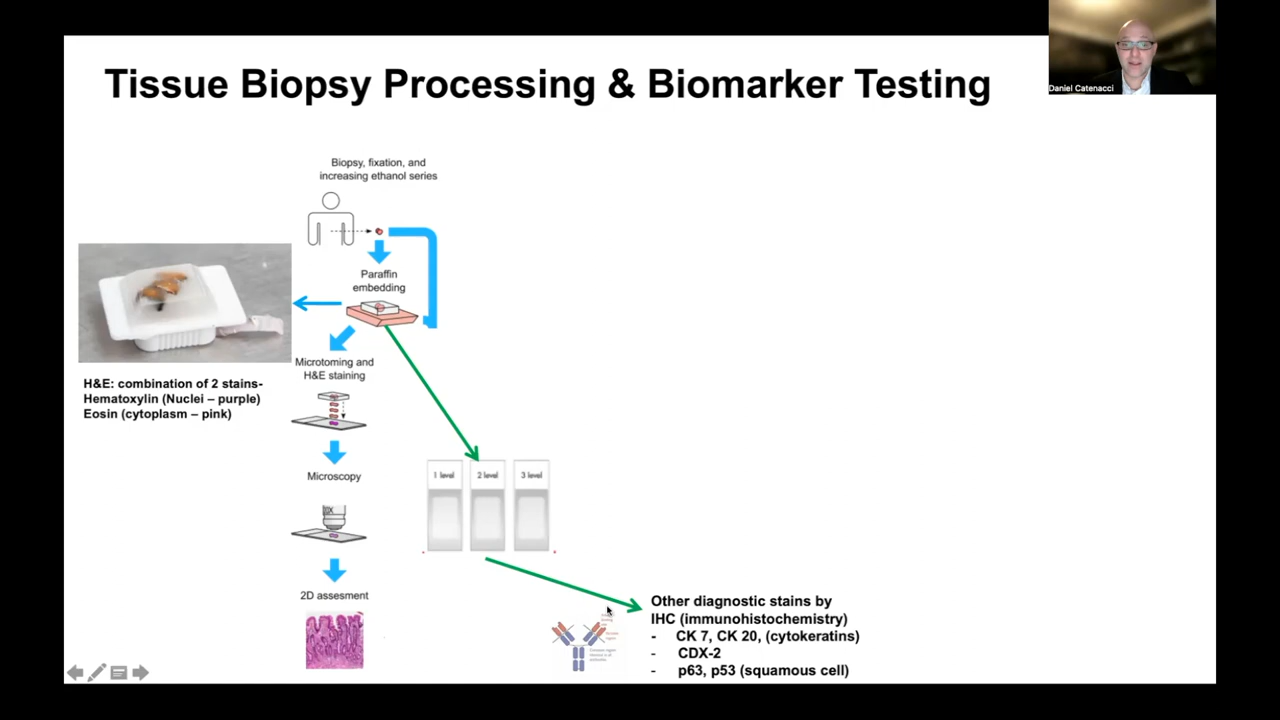 Tissue Biopsy Processing & Biomarker Testing
Daniel Catenacci
Biopsy, fixation, and
increasing ethanol series
Paraffin
embedding
Microtoming and
H&E staining
H&E: combination of 2 stains-
Hematoxylin (Nuclei – purple)
Eosin (cytoplasm – pink)
Microscopy
1 level
2 level
3 level
2D assesment
Other diagnostic stains by
IHC (immunohistochemistry)
- CK 7, CK 20, (cytokeratins)
- CDX-2
- p63, p53 (squamous cell)